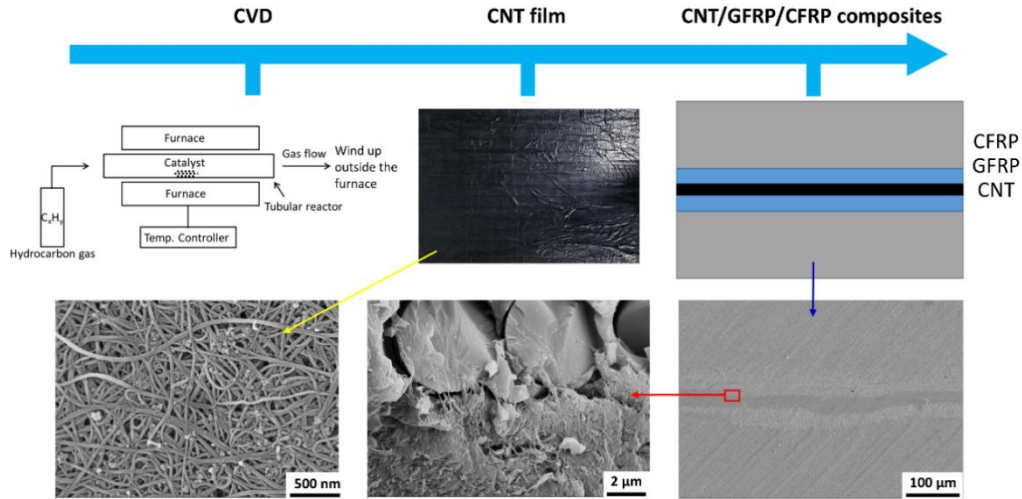 CVD
CNT film
CNT/GFRP/CFRP composites
Furnace
Catalyst
Gas flow
Wind up
outside the
furnace
Furnace
Tubular reactor
CxHy
Temp. Controller
Hydrocarbon gas
CFRP
GFRP
CNT
500 nm
2 μm
100 μm